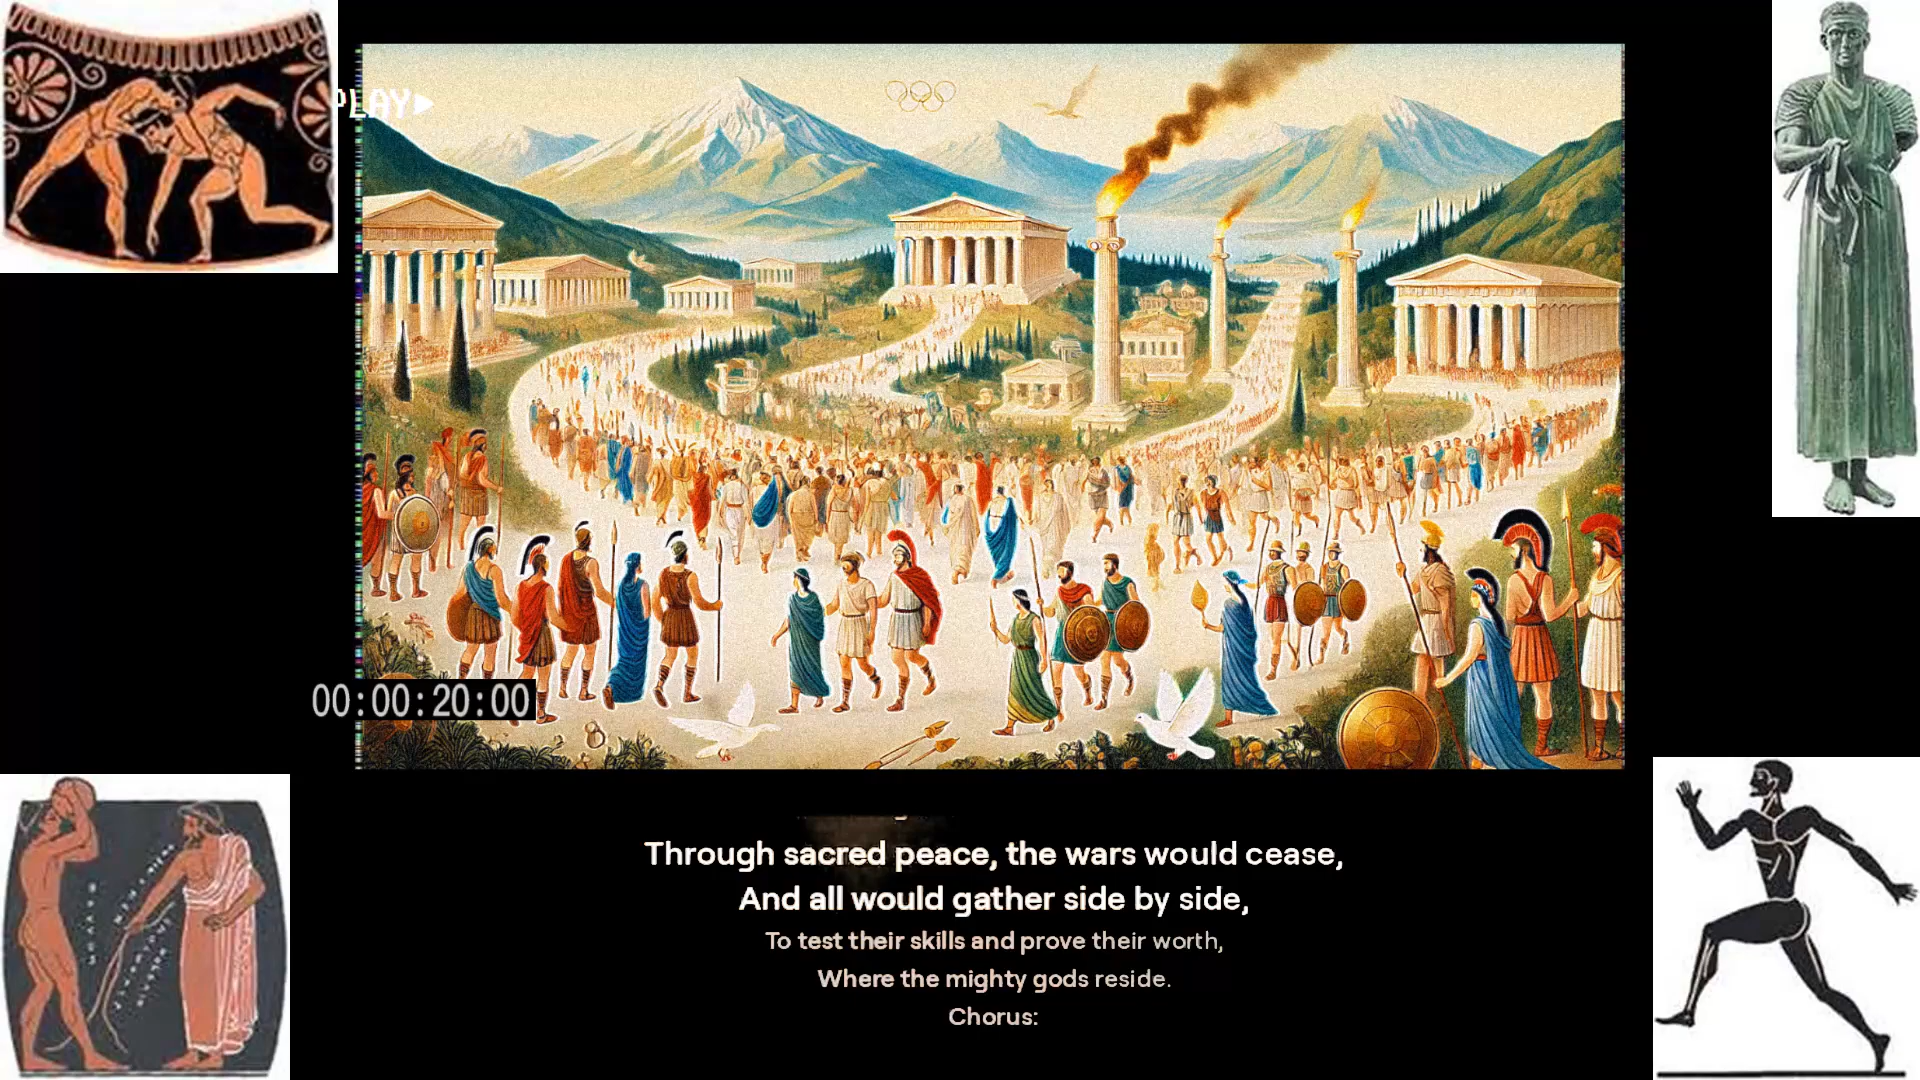 PLAY
00:00:20:00
Through sacred peace, the wars would cease,
And all would gather side by side,
To test their skills and prove their worth,
Where the mighty gods reside.
Chorus: